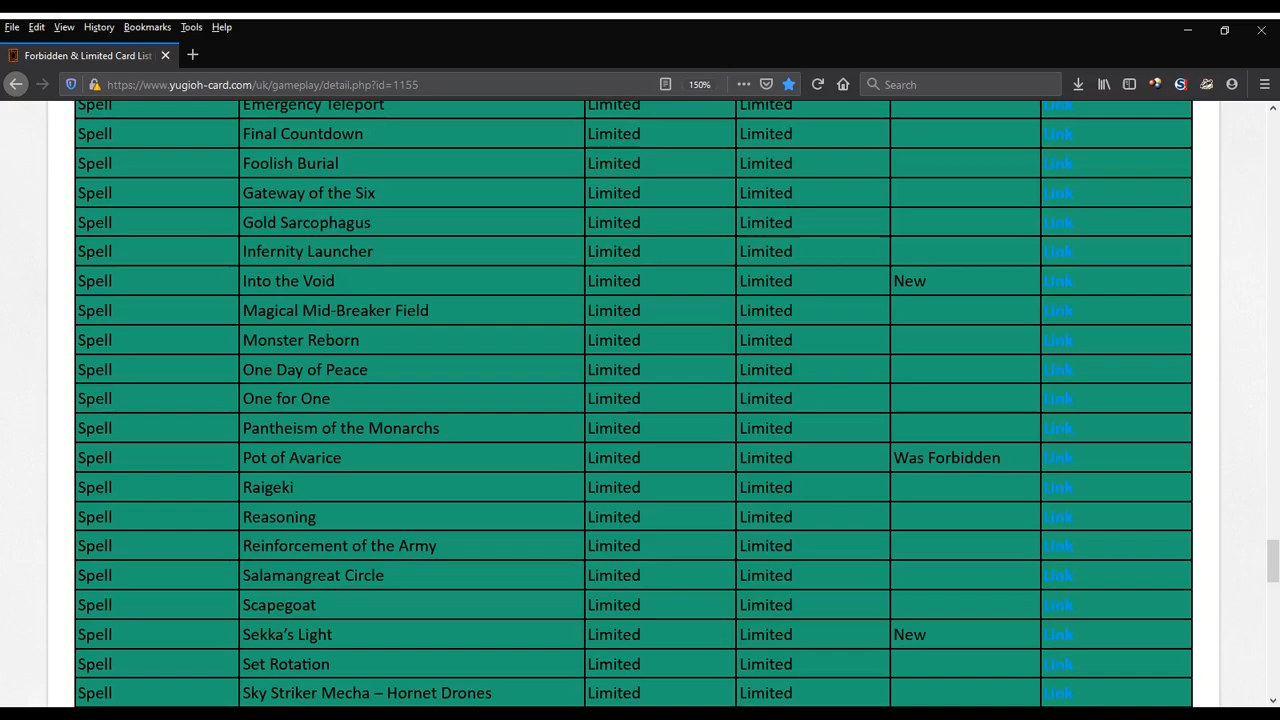 File Edit View History Bookmarks Tools Help
Forbidden & Limited Card List
https://www.yugioh-card.com/uk/gameplay/detail.php?id=1155 150% Search
Spell Emergency Teleport Limited Limited Link
Spell Final Countdown Limited Limited Link
Spell Foolish Burial Limited Limited Link
Spell Gateway of the Six Limited Limited Link
Spell Gold Sarcophagus Limited Limited Link
Spell Infernity Launcher Limited Limited Link
Spell Into the Void Limited Limited New Link
Spell Magical Mid-Breaker Field Limited Limited Link
Spell Monster Reborn Limited Limited Link
Spell One Day of Peace Limited Limited Link
Spell One for One Limited Limited Link
Spell Pantheism of the Monarchs Limited Limited Link
Spell Pot of Avarice Limited Limited Was Forbidden Link
Spell Raigeki Limited Limited Link
Spell Reasoning Limited Limited Link
Spell Reinforcement of the Army Limited Limited Link
Spell Salamangreat Circle Limited Limited Link
Spell Scapegoat Limited Limited Link
Spell Sekka’s Light Limited Limited New Link
Spell Set Rotation Limited Limited Link
Spell Sky Striker Mecha – Hornet Drones Limited Limited Link